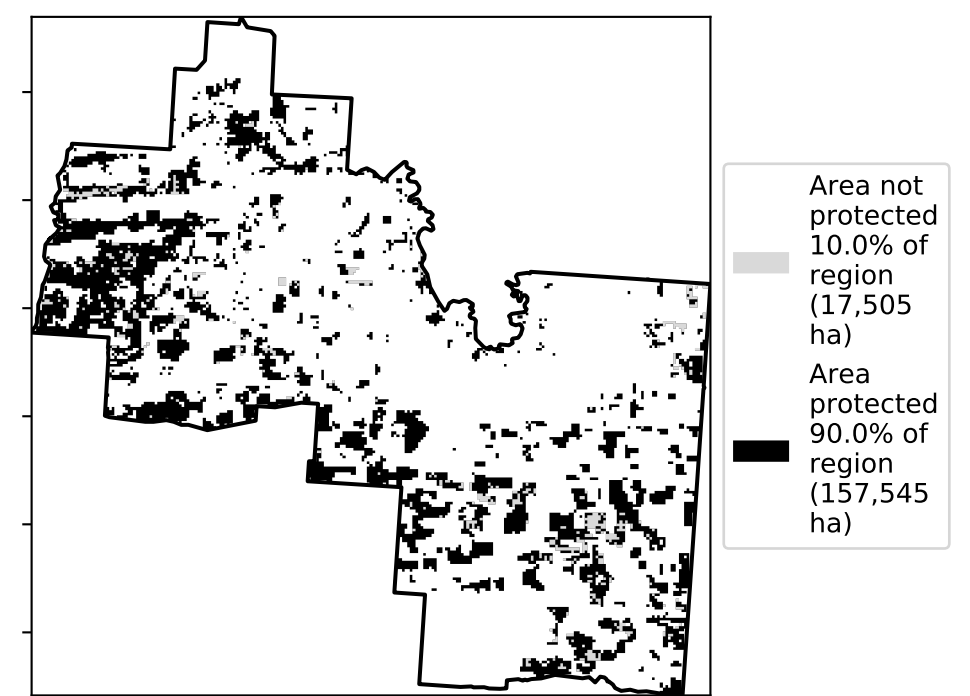 Area not
protected
10.0% of
region
(17,505
ha)
Area
protected
90.0% of
region
(157,545
ha)